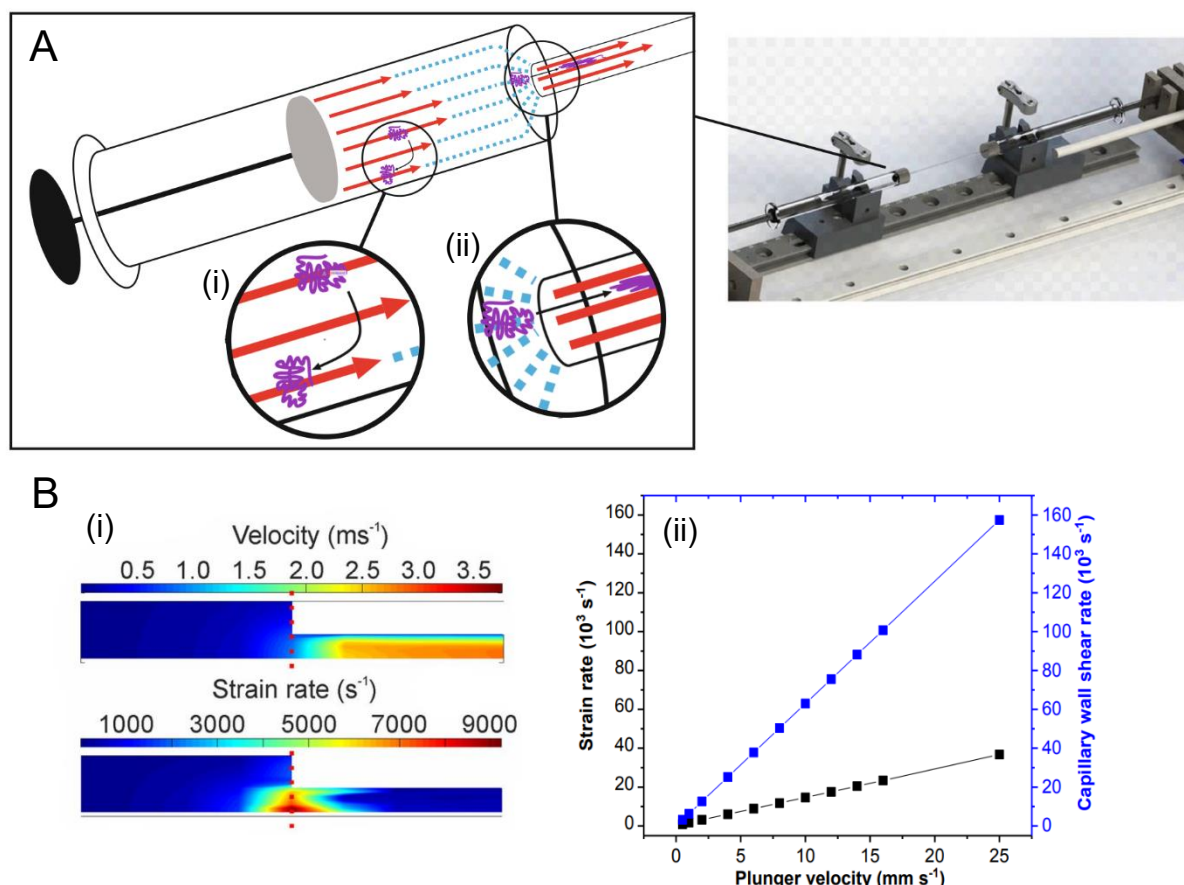 A
(i)
(ii)
B
(i)
Velocity (ms-1)
0.5 1.0 1.5 2.0 2.5 3.0 3.5
Strain rate (s-1)
1000 3000 5000 7000 9000
(ii)
Strain rate (10³ s-1)
160
140
120
100
80
60
40
20
0
0 5 10 15 20 25
Plunger velocity (mm s-1)
160
140
120
100
80
60
40
20
0
Capillary wall shear rate (10³ s-1)